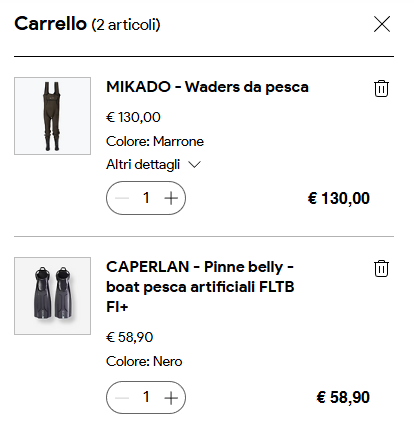 Carrello (2 articoli)
MIKADO - Waders da pesca
€ 130,00
Colore: Marrone
Altri dettagli
1
€ 130,00
CAPERLAN - Pinne belly -
boat pesca artificiali FLTB
FI+
€ 58,90
Colore: Nero
1
€ 58,90